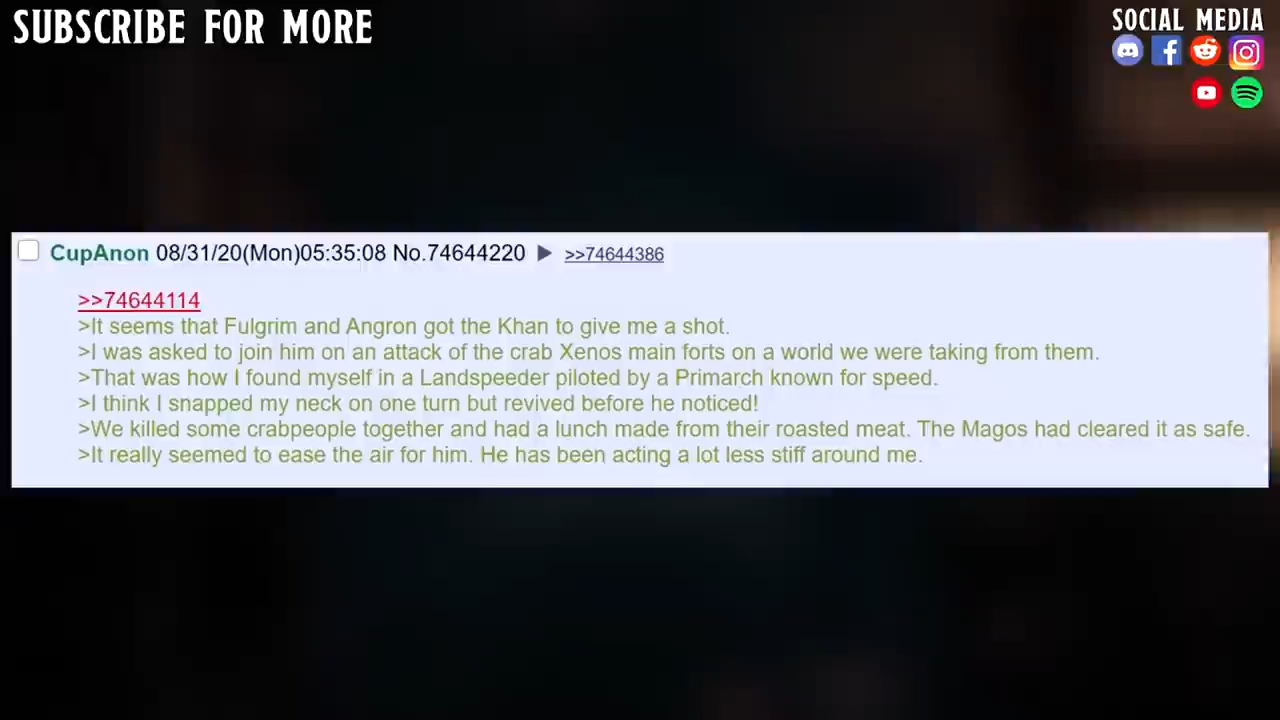 SUBSCRIBE FOR MORE
SOCIAL MEDIA
CupAnon 08/31/20(Mon)05:35:08 No.74644220 ▶ >>74644386
>>74644114
>It seems that Fulgrim and Angron got the Khan to give me a shot.
>I was asked to join him on an attack of the crab Xenos main forts on a world we were taking from them.
>That was how I found myself in a Landspeeder piloted by a Primarch known for speed.
>I think I snapped my neck on one turn but revived before he noticed!
>We killed some crabpeople together and had a lunch made from their roasted meat. The Magos had cleared it as safe.
>It really seemed to ease the air for him. He has been acting a lot less stiff around me.